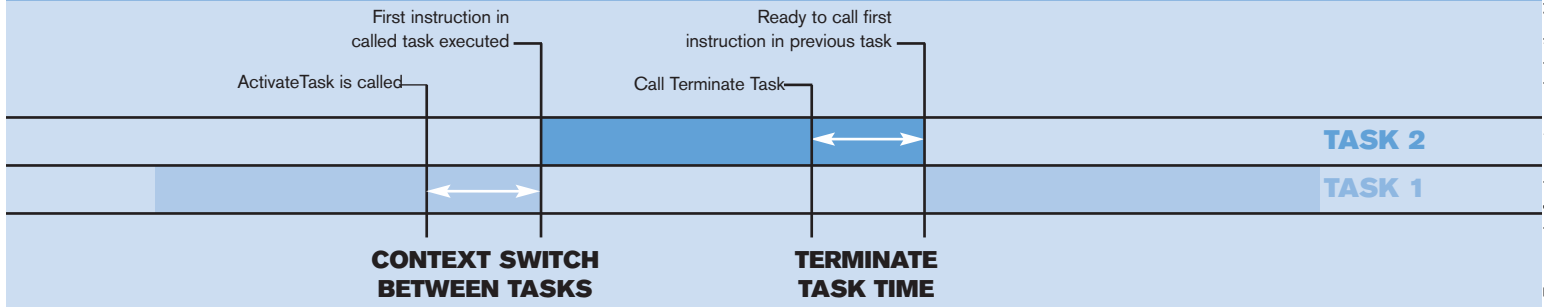 First instruction in
called task executed
Ready to call first
instruction in previous task
ActivateTask is called
Call Terminate Task
TASK 2
TASK 1
CONTEXT SWITCH
BETWEEN TASKS
TERMINATE
TASK TIME